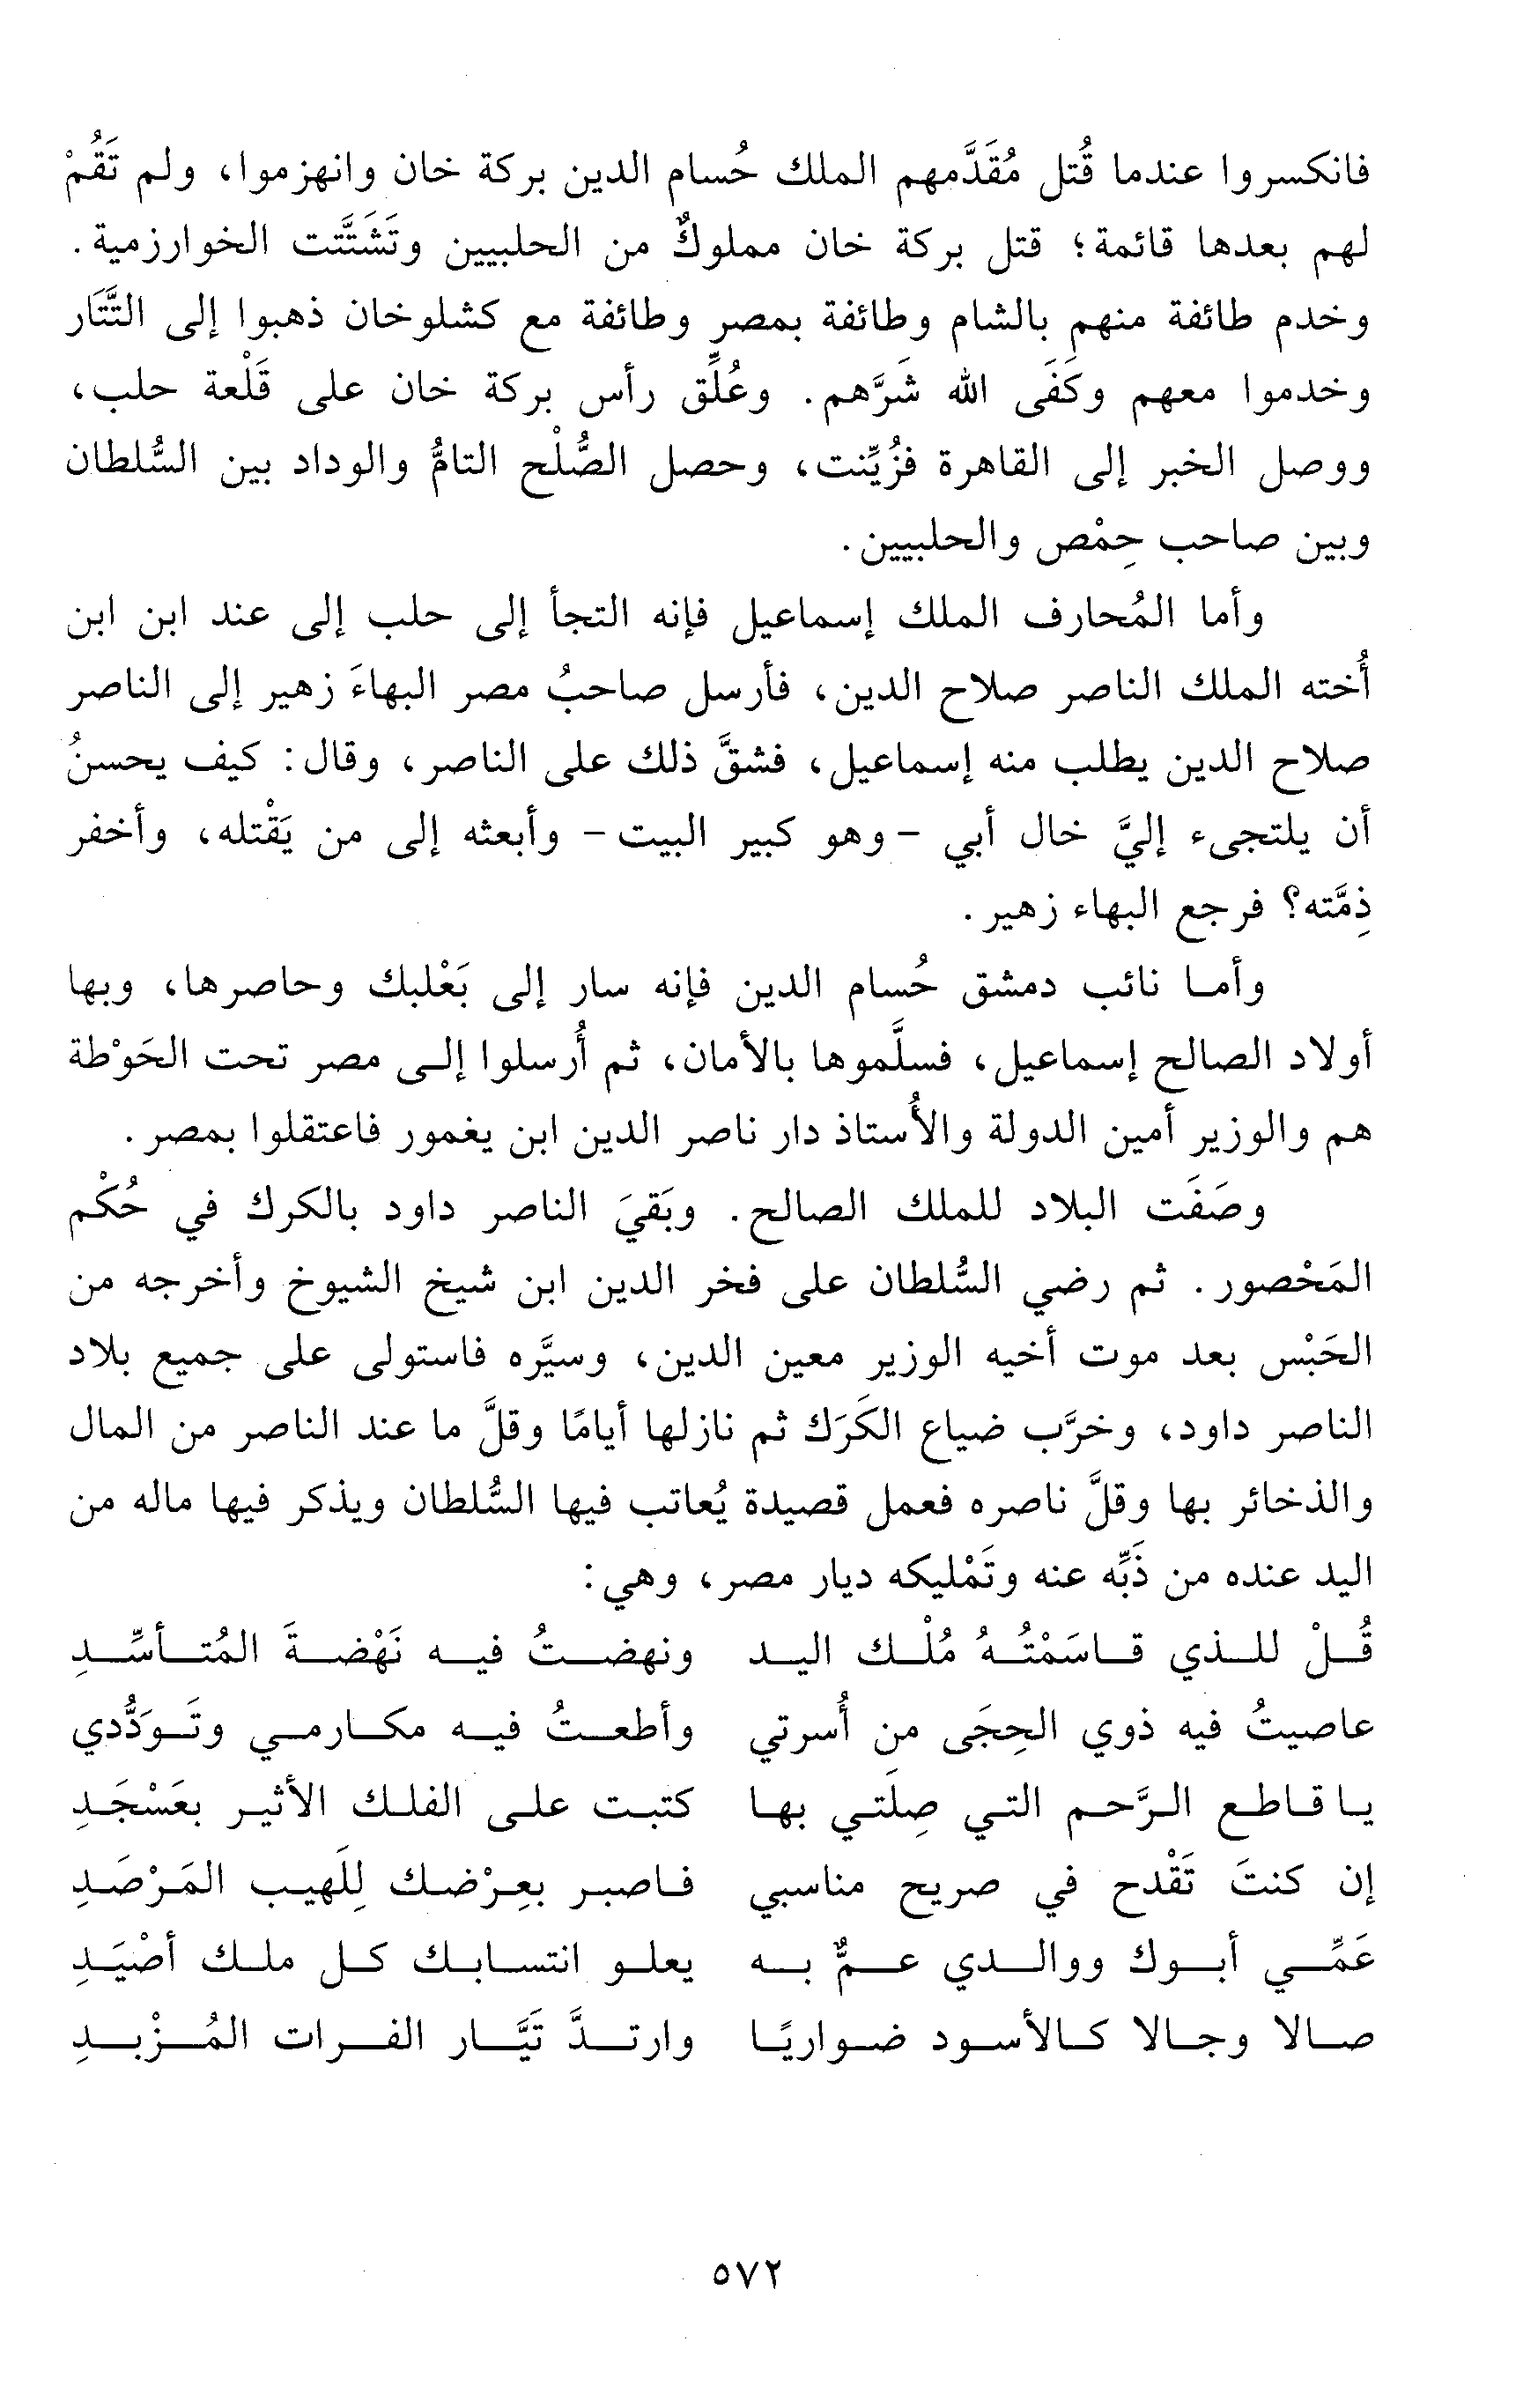 فانكسروا عندما قُتل مُقَدَّمهم الملك حُسام الدين بركة خان وانهزموا، ولم تَقُمْ
لهم بعدها قائمة؛ قتل بركة خان مملوكٌ من الحلبيين وتَشَتَّتت الخوارزمية.
وخدم طائفة منهم بالشام وطائفة بمصر وطائفة مع كشلوخان ذهبوا إلى التَّتَار
وخدموا معهم وكَفَى الله شَرَّهم. وعُلِّق رأس بركة خان على قَلْعة حلب،
ووصل الخبر إلى القاهرة فزُيِّنت، وحصل الصُّلْح التامُّ والوداد بين السُّلطان
وبين صاحب حِمْص والحلبيين.
وأما المُحارف الملك إسماعيل فإنه التجأ إلى حلب إلى عند ابن ابن
أُخته الملك الناصر صلاح الدين، فأرسل صاحبُ مصر البهاءَ زهير إلى الناصر
صلاح الدين يطلب منه إسماعيل، فشقَّ ذلك على الناصر، وقال: كيف يحسنُ
أن يلتجىء إليَّ خال أبي - وهو كبير البيت - وأبعثه إلى من يَقْتله، وأخفر
ذِمَّته؟ فرجع البهاء زهير.
وأما نائب دمشق حُسام الدين فإنه سار إلى بَعْلبك وحاصرها، وبها
أولاد الصالح إسماعيل، فسلَّموها بالأمان، ثم أُرسلوا إلى مصر تحت الحَوْطة
هم والوزير أمين الدولة والأُستاذ دار ناصر الدين ابن يغمور فاعتقلوا بمصر.
وصَفَت البلاد للملك الصالح. وبَقيَ الناصر داود بالكرك في حُكْم
المَحْصور. ثم رضي السُّلطان على فخر الدين ابن شيخ الشيوخ وأخرجه من
الحَبْس بعد موت أخيه الوزير معين الدين، وسيَّره فاستولى على جميع بلاد
الناصر داود، وخرَّب ضياع الكَرَك ثم نازلها أيامًا وقلَّ ما عند الناصر من المال
والذخائر بها وقلَّ ناصره فعمل قصيدة يُعاتب فيها السُّلطان ويذكر فيها ماله من
اليد عنده من ذَبِّه عنه وتَمْليكه ديار مصر، وهي:
قُلْ للذي قاسَمْتُهُ مُلْك اليد ونهضتُ فيه نَهْضةَ المُتأسِّدِ
عاصيتُ فيه ذوي الحِجَى من أُسرتي وأطعتُ فيه مكارمي وتَودُّدي
يا قاطع الرَّحم التي صِلَتي بها كتبت على الفلك الأثير بعَسْجَدِ
إن كنتَ تَقْدح في صريح مناسبي فاصبر بعِرْضك لِلَهيب المَرْصَدِ
عَمِّي أبوك ووالدي عمٌّ به يعلو انتسابك كل ملك أصْيَدِ
صالا وجالا كالأسود ضواريًا وارتدَّ تَيَّار الفرات المُزْبدِ
٥٧٢